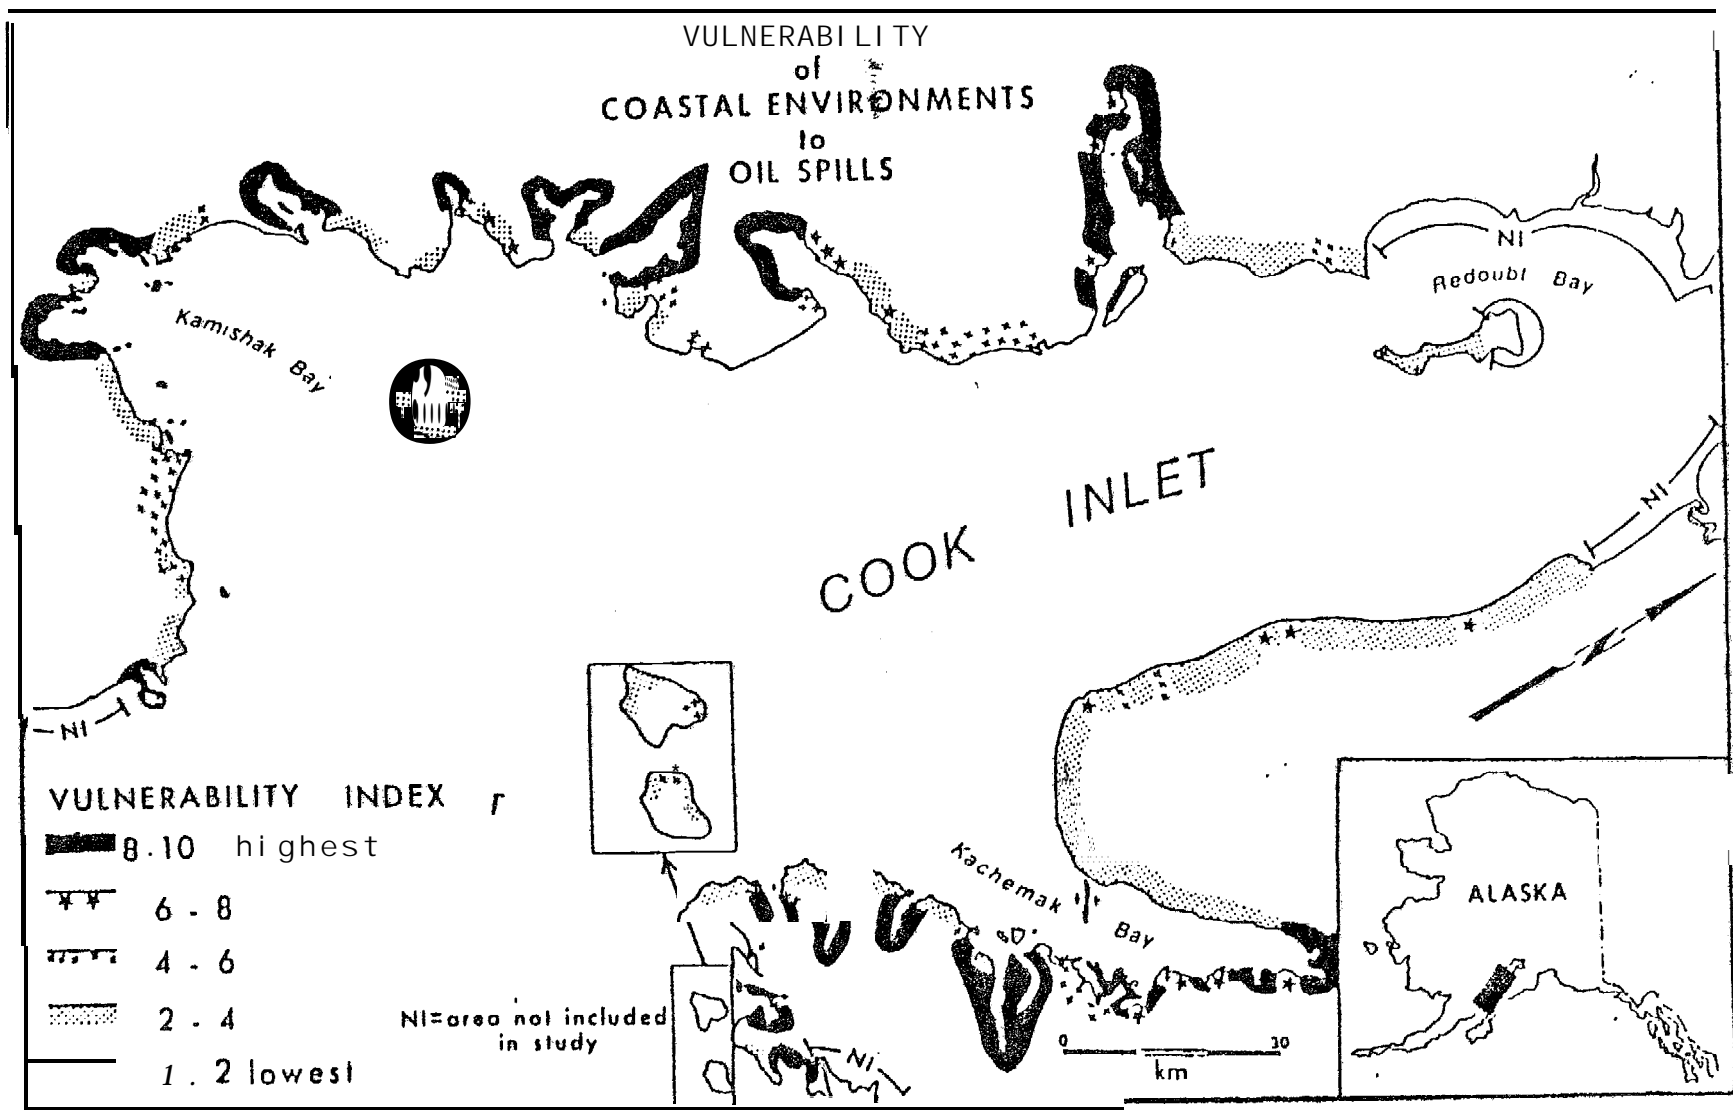 VULNERABILITY
of
COASTAL ENVIRONMENTS
to
OIL SPILLS
NI
Redoubt Bay
Kamishak Bay
COOK INLET
NI
NI
VULNERABILITY INDEX
8.10 highest
6 - 8
4 - 6
2 - 4
1 . 2 lowest
NI=area not included
in study
Kachemak Bay
NI
0 30
km
ALASKA